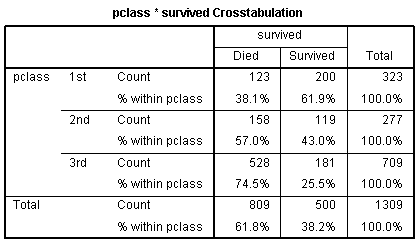 pclass * survived Crosstabulation
survived
Died Survived Total
pclass 1st Count 123 200 323
% within pclass 38.1% 61.9% 100.0%
2nd Count 158 119 277
% within pclass 57.0% 43.0% 100.0%
3rd Count 528 181 709
% within pclass 74.5% 25.5% 100.0%
Total Count 809 500 1309
% within pclass 61.8% 38.2% 100.0%